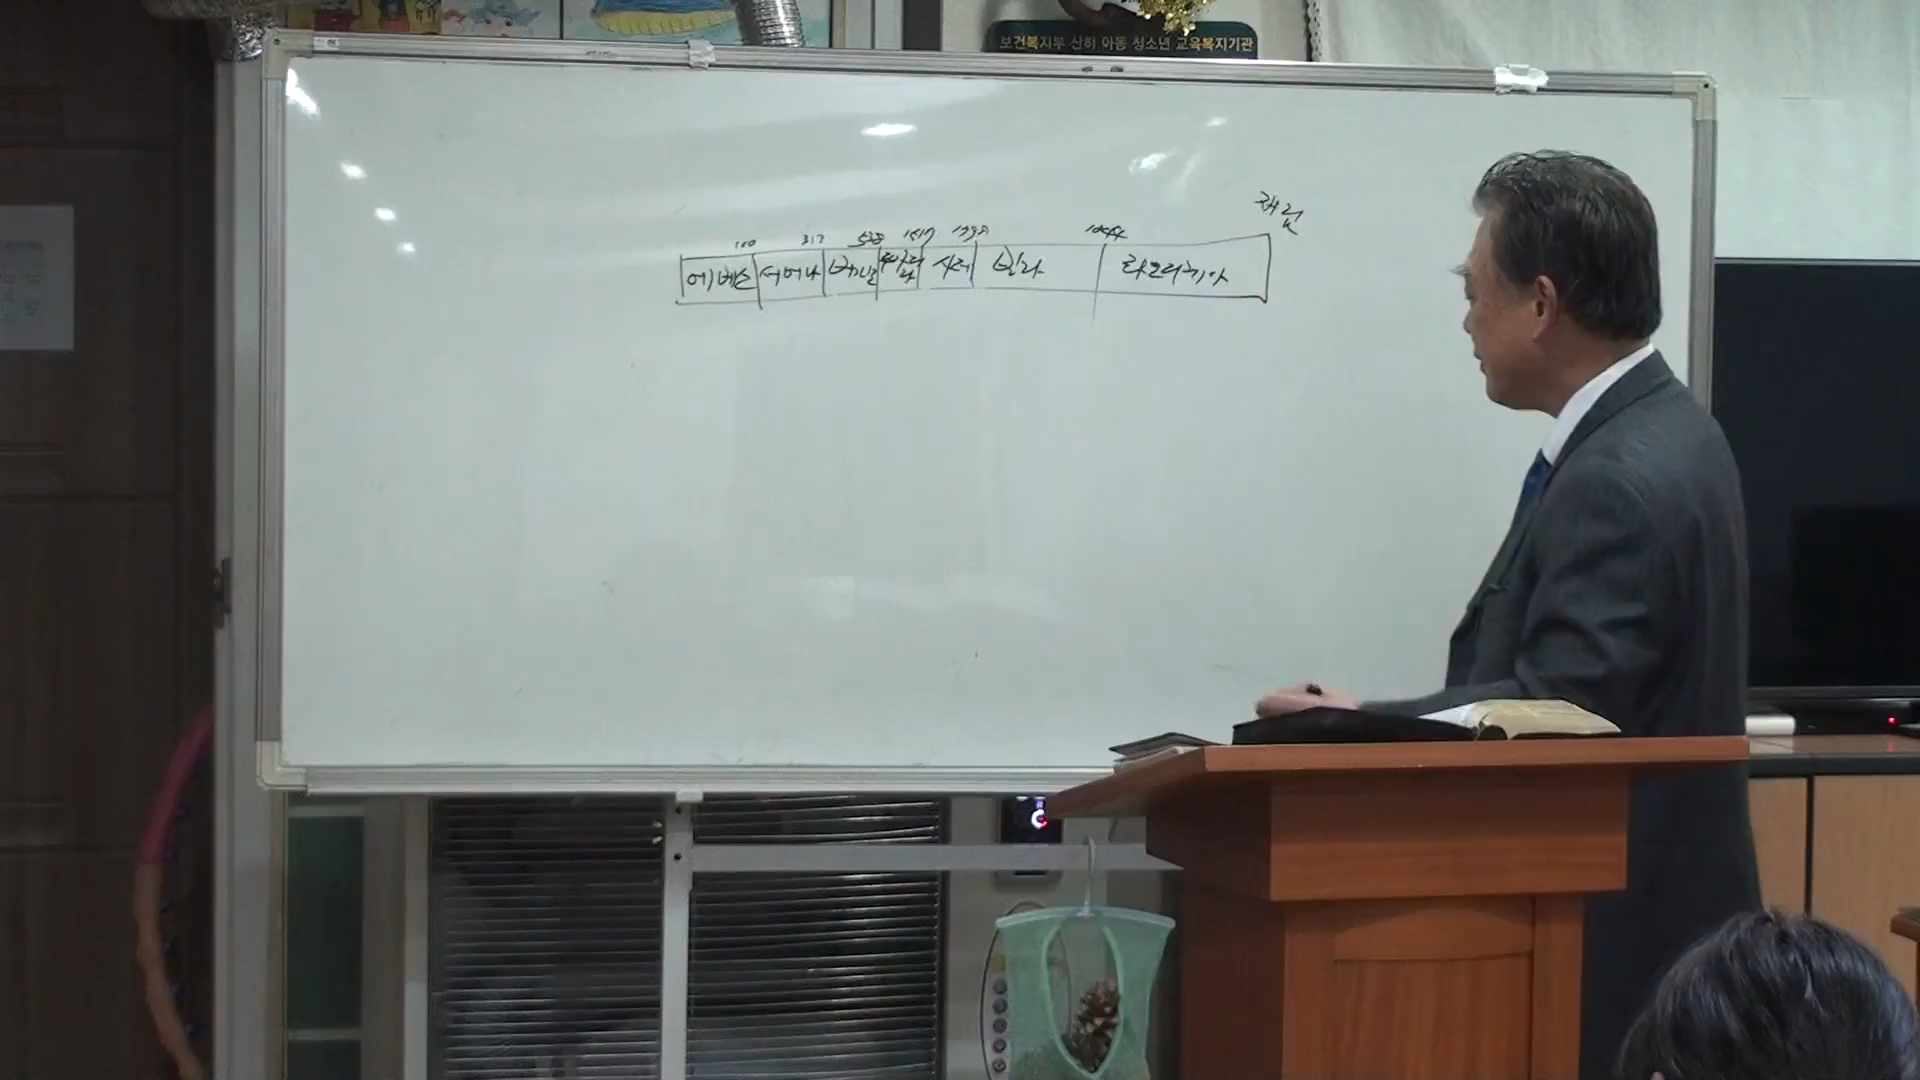 보건복지부 산하 아동 청소년 교육복지기관
재림
100 317 538 1517 1798
에베소 서머나 버가 두아디라 사데 빌라 라오디게아